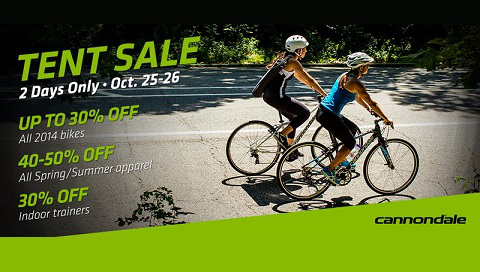 TENT SALE
2 Days Only • Oct. 25-26
UP TO 30% OFF
All 2014 bikes
40-50% OFF
All Spring/Summer apparel
30% OFF
Indoor trainers
cannondale